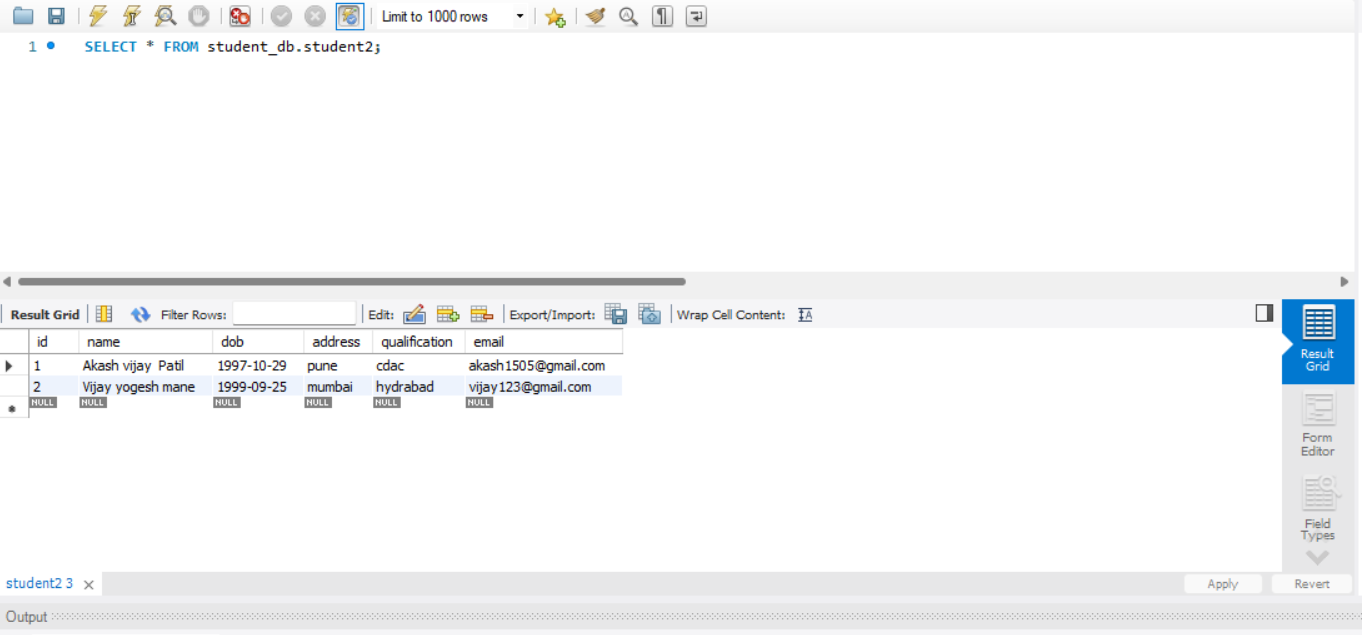 Limit to 1000 rows
1 SELECT * FROM student_db.student2;
Result Grid Filter Rows: Edit: Export/Import: Wrap Cell Content: IA
id name dob address qualification email
1 Akash vijay Patil 1997-10-29 pune cdac akash1505@gmail.com
2 Vijay yogesh mane 1999-09-25 mumbai hydrabad vijay123@gmail.com
NULL NULL NULL NULL NULL NULL
Result
Grid
Form
Editor
Field
Types
student2 3 Apply Revert
Output